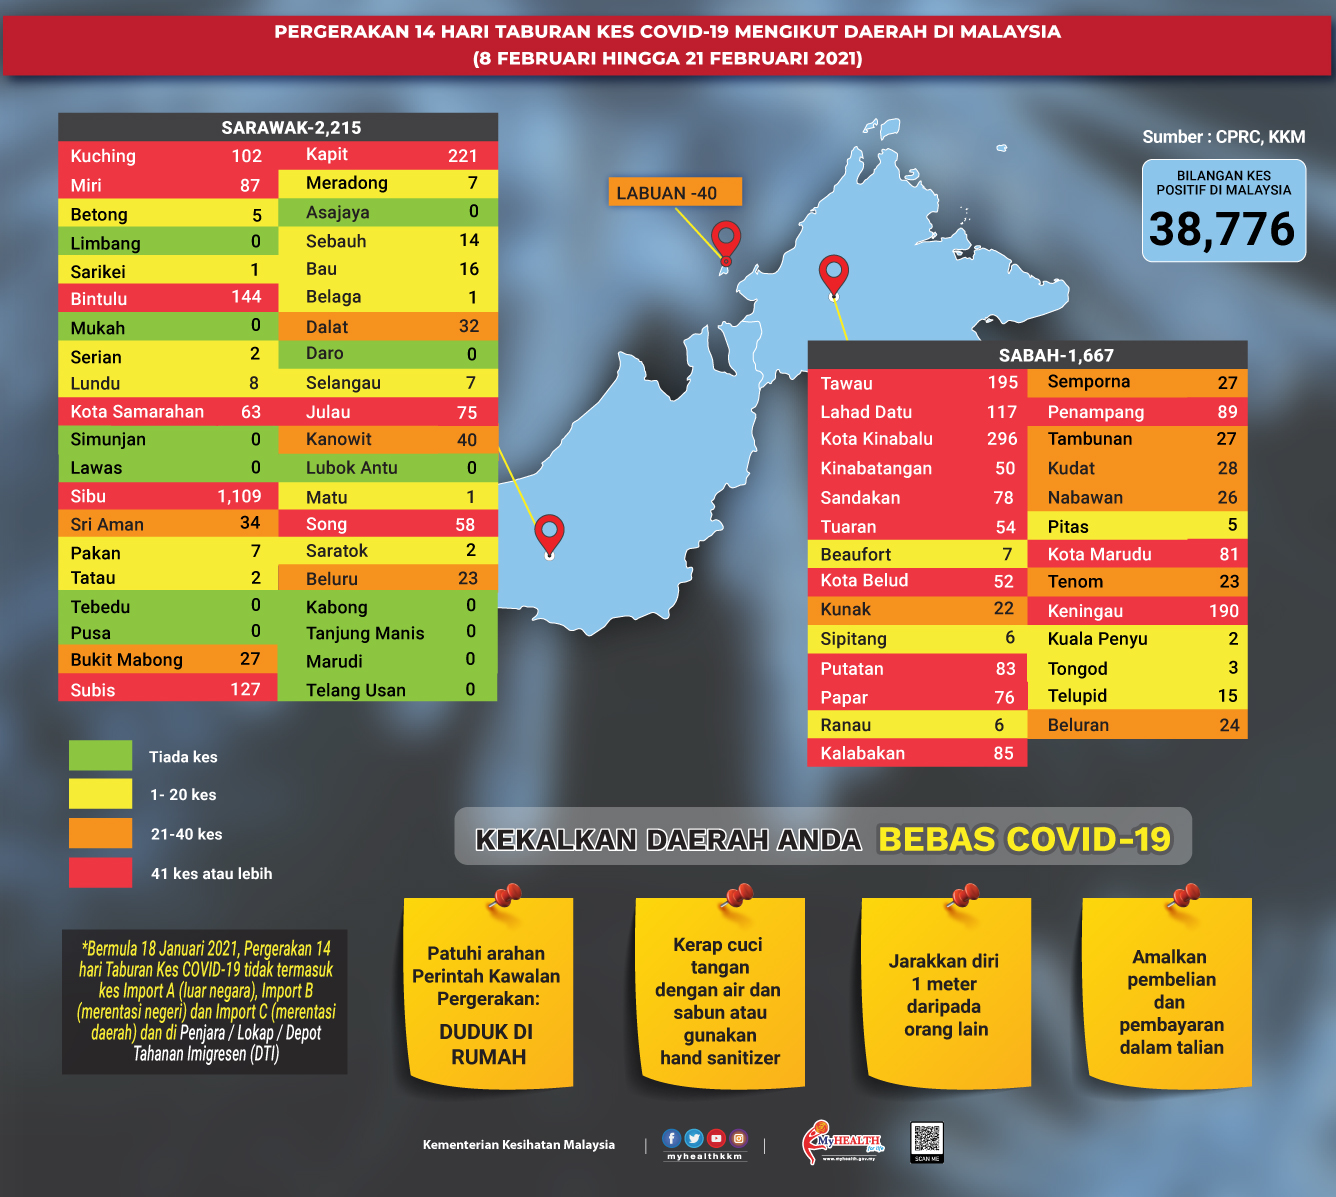 PERGERAKAN 14 HARI TABURAN KES COVID-19 MENGIKUT DAERAH DI MALAYSIA
(8 FEBRUARI HINGGA 21 FEBRUARI 2021)
Sumber : CPRC, KKM
BILANGAN KES
POSITIF DI MALAYSIA
38,776
SARAWAK-2,215
Kuching 102 Kapit 221
Miri 87 Meradong 7
Betong 5 Asajaya 0
Limbang 0 Sebauh 14
Sarikei 1 Bau 16
Bintulu 144 Belaga 1
Mukah 0 Dalat 32
Serian 2 Daro 0
Lundu 8 Selangau 7
Kota Samarahan 63 Julau 75
Simunjan 0 Kanowit 40
Lawas 0 Lubok Antu 0
Sibu 1,109 Matu 1
Sri Aman 34 Song 58
Pakan 7 Saratok 2
Tatau 2 Beluru 23
Tebedu 0 Kabong 0
Pusa 0 Tanjung Manis 0
Bukit Mabong 27 Marudi 0
Subis 127 Telang Usan 0
LABUAN -40
SABAH-1,667
Tawau 195 Semporna 27
Lahad Datu 117 Penampang 89
Kota Kinabalu 296 Tambunan 27
Kinabatangan 50 Kudat 28
Sandakan 78 Nabawan 26
Tuaran 54 Pitas 5
Beaufort 7 Kota Marudu 81
Kota Belud 52 Tenom 23
Kunak 22 Keningau 190
Sipitang 6 Kuala Penyu 2
Putatan 83 Tongod 3
Papar 76 Telupid 15
Ranau 6 Beluran 24
Kalabakan 85
Tiada kes
1- 20 kes
21-40 kes
41 kes atau lebih
*Bermula 18 Januari 2021, Pergerakan 14
hari Taburan Kes COVID-19 tidak termasuk
kes Import A (luar negara), Import B
(merentasi negeri) dan Import C (merentasi
daerah) dan di Penjara / Lokap / Depot
Tahanan Imigresen (DTI)
KEKALKAN DAERAH ANDA BEBAS COVID-19
Patuhi arahan
Perintah Kawalan
Pergerakan:
DUDUK DI
RUMAH
Kerap cuci
tangan
dengan air dan
sabun atau
gunakan
hand sanitizer
Jarakkan diri
1 meter
daripada
orang lain
Amalkan
pembelian
dan
pembayaran
dalam talian
Kementerian Kesihatan Malaysia
myhealthkkm
MyHEALTH
for life
www.myhealth.gov.my
SCAN ME